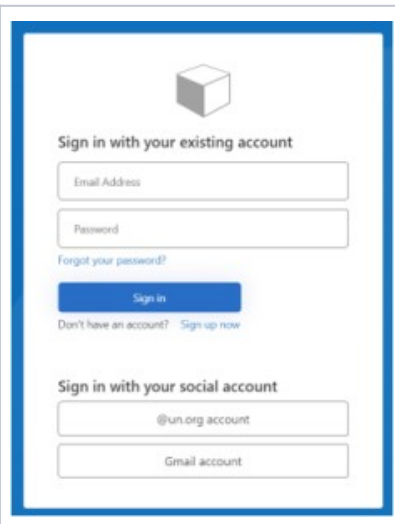 Sign in with your existing account
Email Address
Password
Forgot your password?
Sign in
Don't have an account? Sign up now
Sign in with your social account
@un.org account
Gmail account